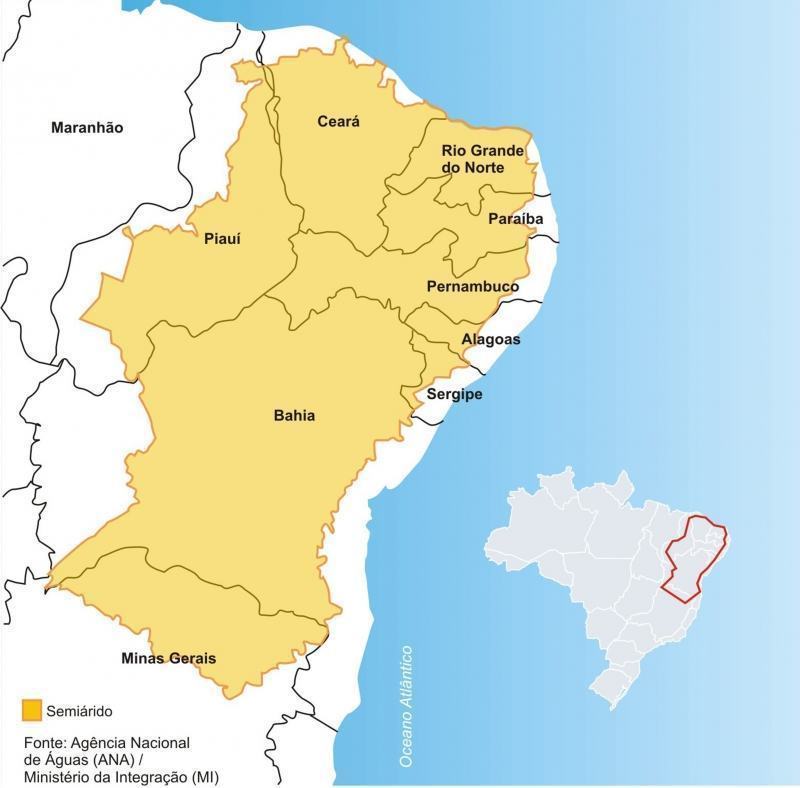 Maranhão
Ceará
Rio Grande
do Norte
Paraíba
Piauí
Pernambuco
Alagoas
Sergipe
Bahia
Minas Gerais
Oceano Atlântico
Semiárido
Fonte: Agência Nacional
de Águas (ANA) /
Ministério da Integração (MI)